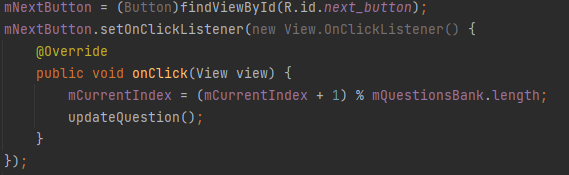 mNextButton = (Button)findViewById(R.id.next_button);
mNextButton.setOnClickListener(new View.OnClickListener() {
    @Override
    public void onClick(View view) {
        mCurrentIndex = (mCurrentIndex + 1) % mQuestionsBank.length;
        updateQuestion();
    }
});